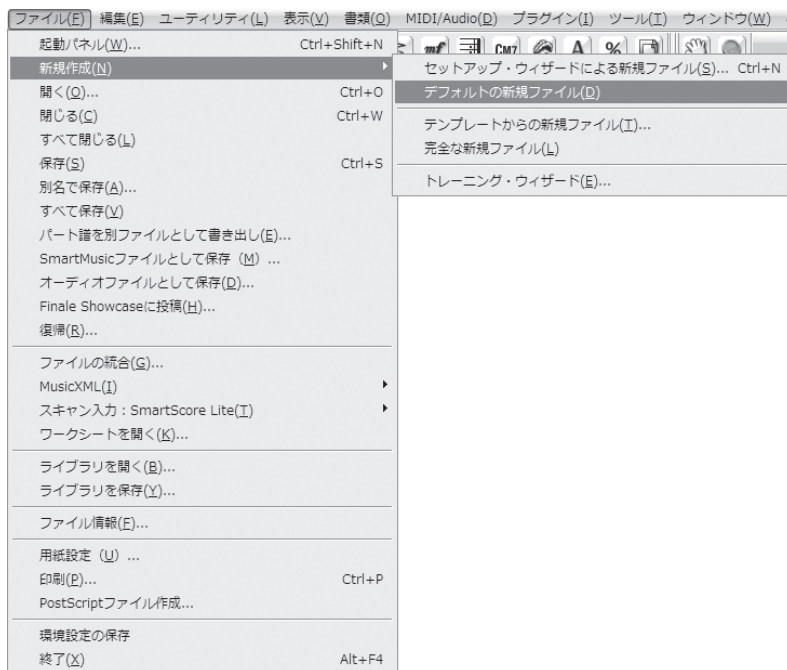 ファイル(F) 編集(E) ユーティリティ(L) 表示(V) 書類(O) MIDI/Audio(D) プラグイン(I) ツール(T) ウィンドウ(W)
起動パネル(W)... Ctrl+Shift+N
mf CM7 A %
新規作成(N)
セットアップ・ウィザードによる新規ファイル(S)... Ctrl+N
デフォルトの新規ファイル(D)
テンプレートからの新規ファイル(T)...
完全な新規ファイル(L)
トレーニング・ウィザード(E)...
開く(O)... Ctrl+O
閉じる(C) Ctrl+W
すべて閉じる(L)
保存(S) Ctrl+S
別名で保存(A)...
すべて保存(V)
パート譜を別ファイルとして書き出し(E)...
SmartMusicファイルとして保存（M）...
オーディオファイルとして保存(D)...
Finale Showcaseに投稿(H)...
復帰(R)...
ファイルの統合(G)...
MusicXML(I)
スキャン入力：SmartScore Lite(T)
ワークシートを開く(K)...
ライブラリを開く(B)...
ライブラリを保存(Y)...
ファイル情報(F)...
用紙設定（U）...
印刷(P)... Ctrl+P
PostScriptファイル作成...
環境設定の保存
終了(X) Alt+F4